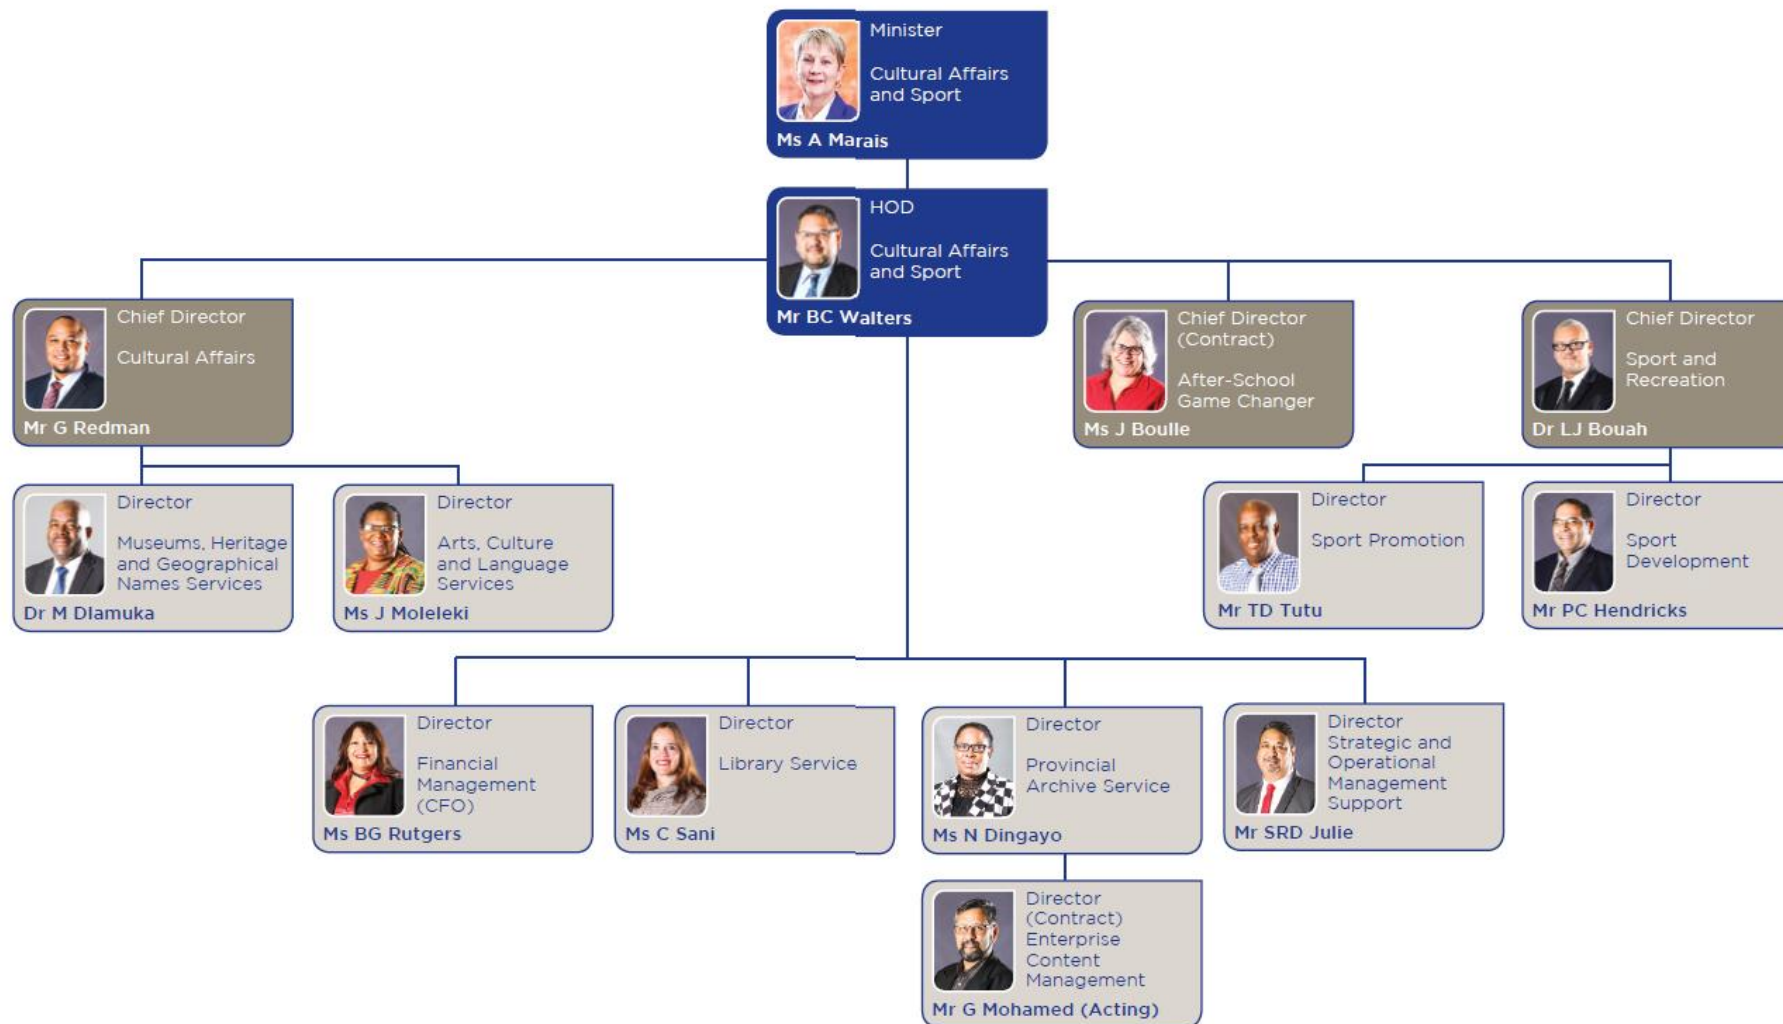 Minister
Cultural Affairs
and Sport
Ms A Marais
HOD
Cultural Affairs
and Sport
Mr BC Walters
Chief Director
Cultural Affairs
Mr G Redman
Chief Director
(Contract)
After-School
Game Changer
Ms J Boulle
Chief Director
Sport and
Recreation
Dr LJ Bouah
Director
Museums, Heritage
and Geographical
Names Services
Dr M Dlamuka
Director
Arts, Culture
and Language
Services
Ms J Moleleki
Director
Sport Promotion
Mr TD Tutu
Director
Sport
Development
Mr PC Hendricks
Director
Financial
Management
(CFO)
Ms BG Rutgers
Director
Library Service
Ms C Sani
Director
Provincial
Archive Service
Ms N Dingayo
Director
Strategic and
Operational
Management
Support
Mr SRD Julie
Director
(Contract)
Enterprise
Content
Management
Mr G Mohamed (Acting)